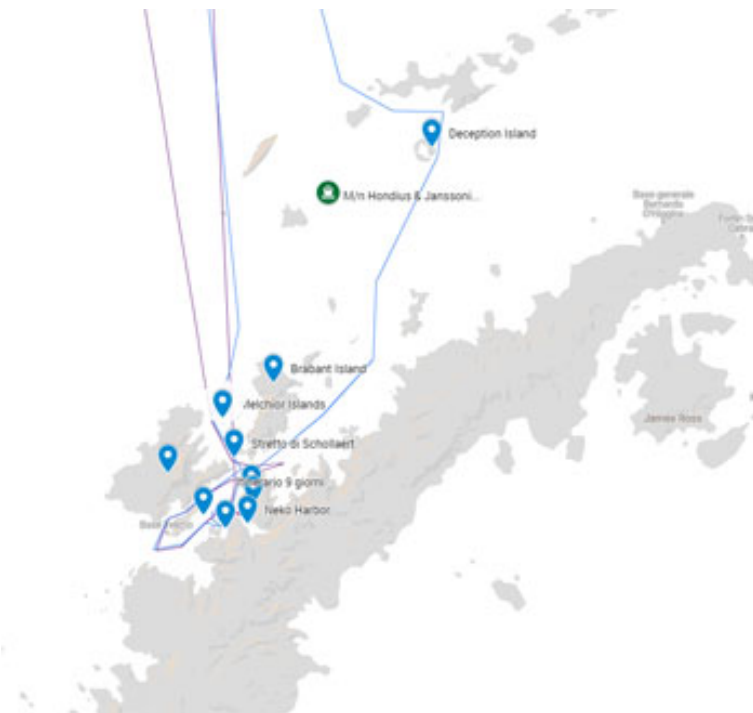 Deception Island
M/n Hondius & Janssoni...
Base generale
Bernardo
O'Higgins
Brabant Island
Melchior Islands
James Ross
Stretto di Schollaert
9 giorni
Neko Harbor
Base